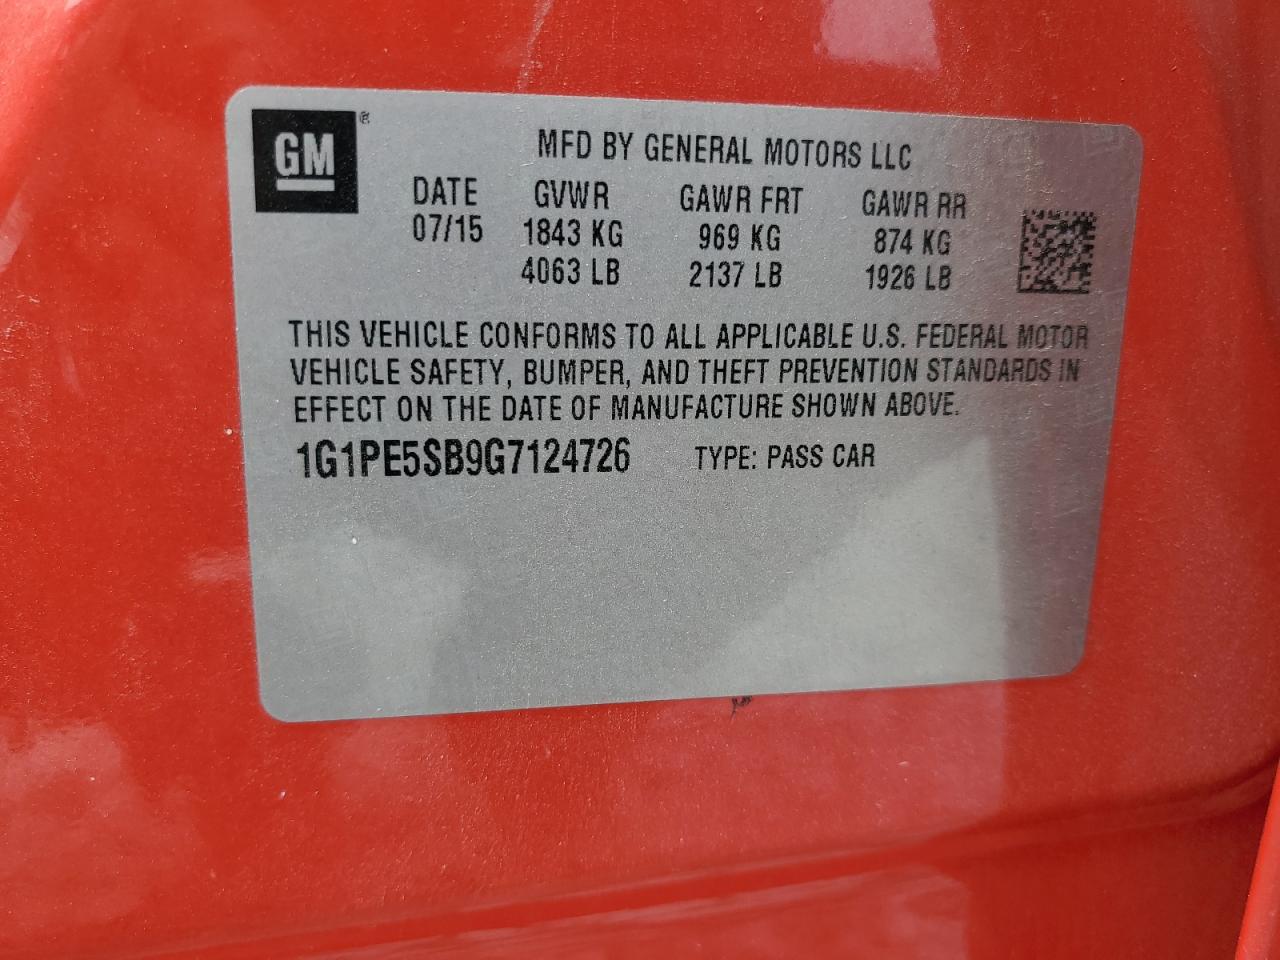 GM ®
MFD BY GENERAL MOTORS LLC
DATE GVWR GAWR FRT GAWR RR
07/15 1843 KG 969 KG 874 KG
4063 LB 2137 LB 1926 LB
THIS VEHICLE CONFORMS TO ALL APPLICABLE U.S. FEDERAL MOTOR
VEHICLE SAFETY, BUMPER, AND THEFT PREVENTION STANDARDS IN
EFFECT ON THE DATE OF MANUFACTURE SHOWN ABOVE.
1G1PE5SB9G7124726 TYPE: PASS CAR